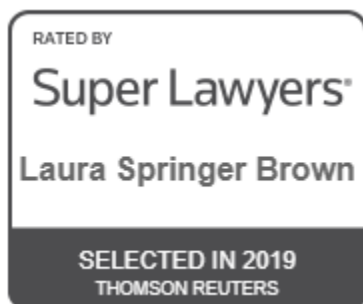 RATED BY
Super Lawyers®
Laura Springer Brown
SELECTED IN 2019
THOMSON REUTERS